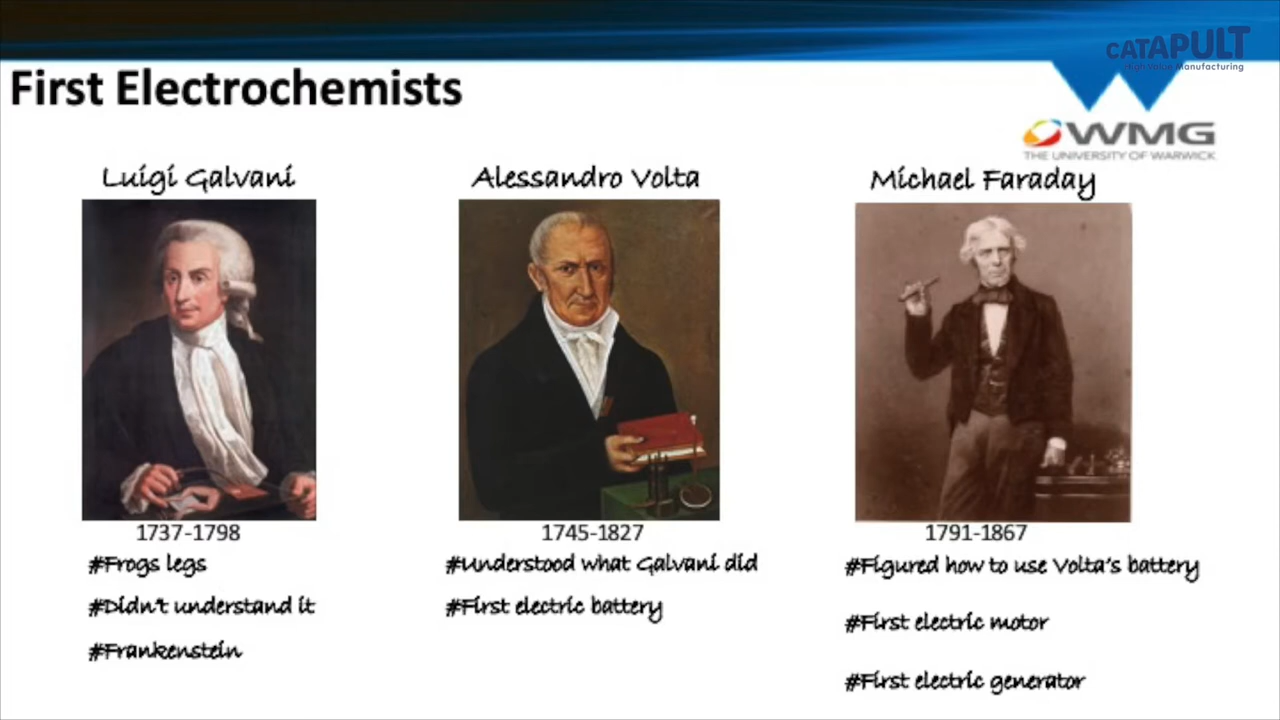 CATAPULT
High Value Manufacturing
First Electrochemists
WMG
THE UNIVERSITY OF WARWICK
Luigi Galvani
1737-1798
#Frogs legs
#Didn't understand it
#Frankenstein
Alessandro Volta
1745-1827
#Understood what Galvani did
#First electric battery
Michael Faraday
1791-1867
#Figured how to use Volta's battery
#First electric motor
#First electric generator